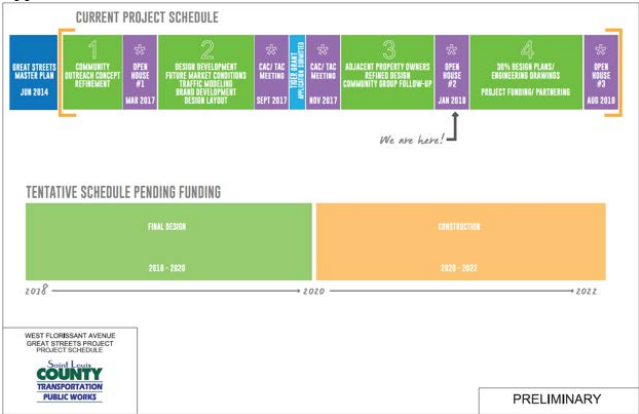 CURRENT PROJECT SCHEDULE
GREAT STREETS
MASTER PLAN
JUN 2014
1
COMMUNITY
OUTREACH CONCEPT
REFINEMENT
*
OPEN
HOUSE
#1
MAR 2017
2
DESIGN DEVELOPMENT
FUTURE MARKET CONDITIONS
TRAFFIC MODELING
BRAND DEVELOPMENT
DESIGN LAYOUT
*
CAC/ TAC
MEETING
SEPT 2017
TIGER GRANT
APPLICATION SUBMITTED
*
CAC/ TAC
MEETING
NOV 2017
3
ADJACENT PROPERTY OWNERS
REFINED DESIGN
COMMUNITY GROUP FOLLOW-UP
*
OPEN
HOUSE
#2
JAN 2018
4
30% DESIGN PLANS/
ENGINEERING DRAWINGS
PROJECT FUNDING/ PARTNERING
*
OPEN
HOUSE
#3
AUG 2018
We are here!
TENTATIVE SCHEDULE PENDING FUNDING
FINAL DESIGN
2018 - 2020
CONSTRUCTION
2020 - 2022
2018
2020
2022
WEST FLORISSANT AVENUE
GREAT STREETS PROJECT
PROJECT SCHEDULE
Saint Louis
COUNTY
TRANSPORTATION
PUBLIC WORKS
PRELIMINARY